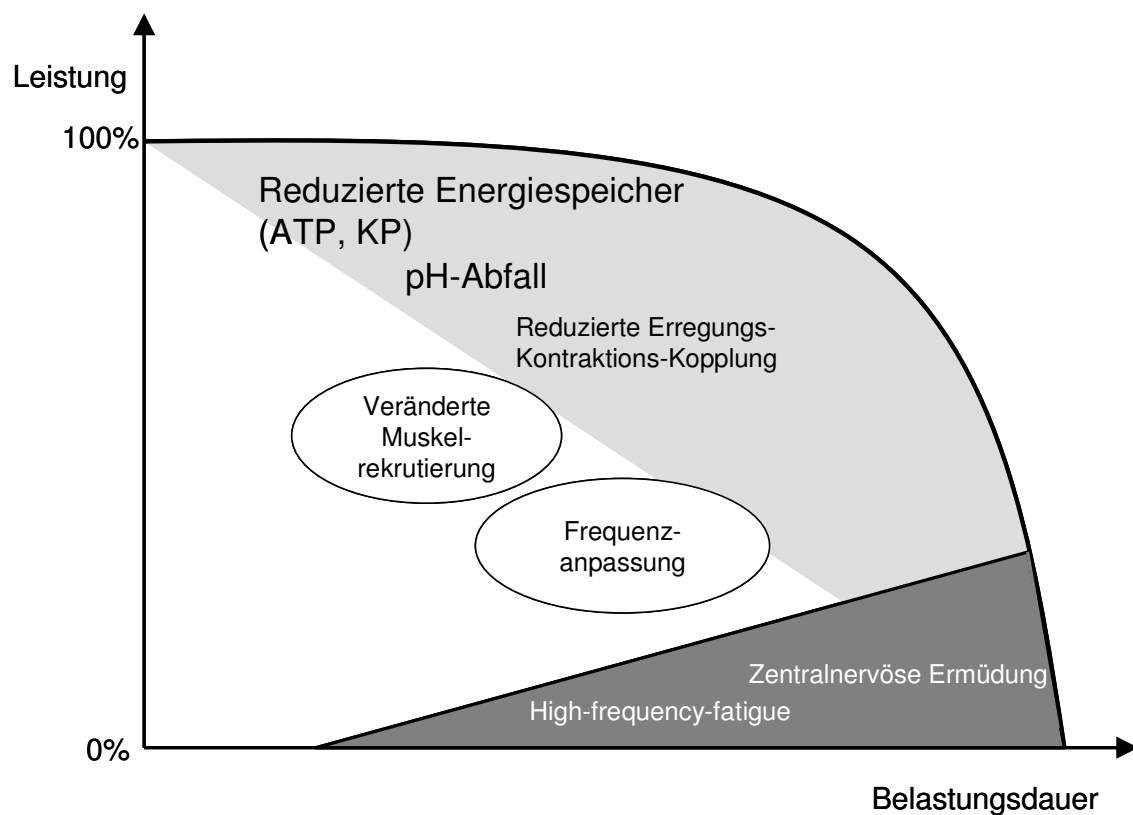 Leistung
100%
Reduzierte Energiespeicher
(ATP, KP)
pH-Abfall
Reduzierte Erregungs-
Kontraktions-Kopplung
Veränderte
Muskel-
rekrutierung
Frequenz-
anpassung
Zentralnervöse Ermüdung
High-frequency-fatigue
0%
Belastungsdauer